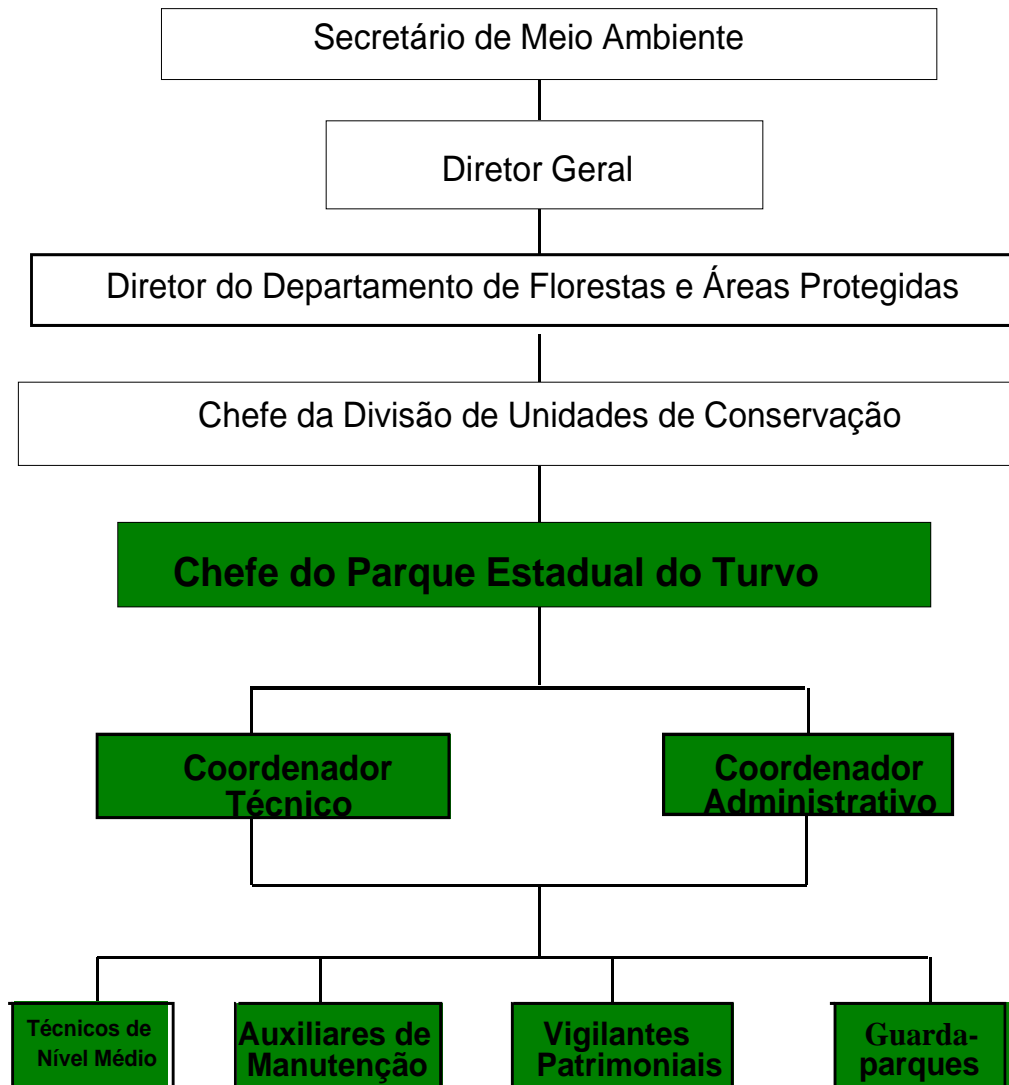 Secretário de Meio Ambiente
Diretor Geral
Diretor do Departamento de Florestas e Áreas Protegidas
Chefe da Divisão de Unidades de Conservação
Chefe do Parque Estadual do Turvo
Coordenador
Técnico
Coordenador
Administrativo
Técnicos de
Nível Médio
Auxiliares de
Manutenção
Vigilantes
Patrimoniais
Guarda-
parques